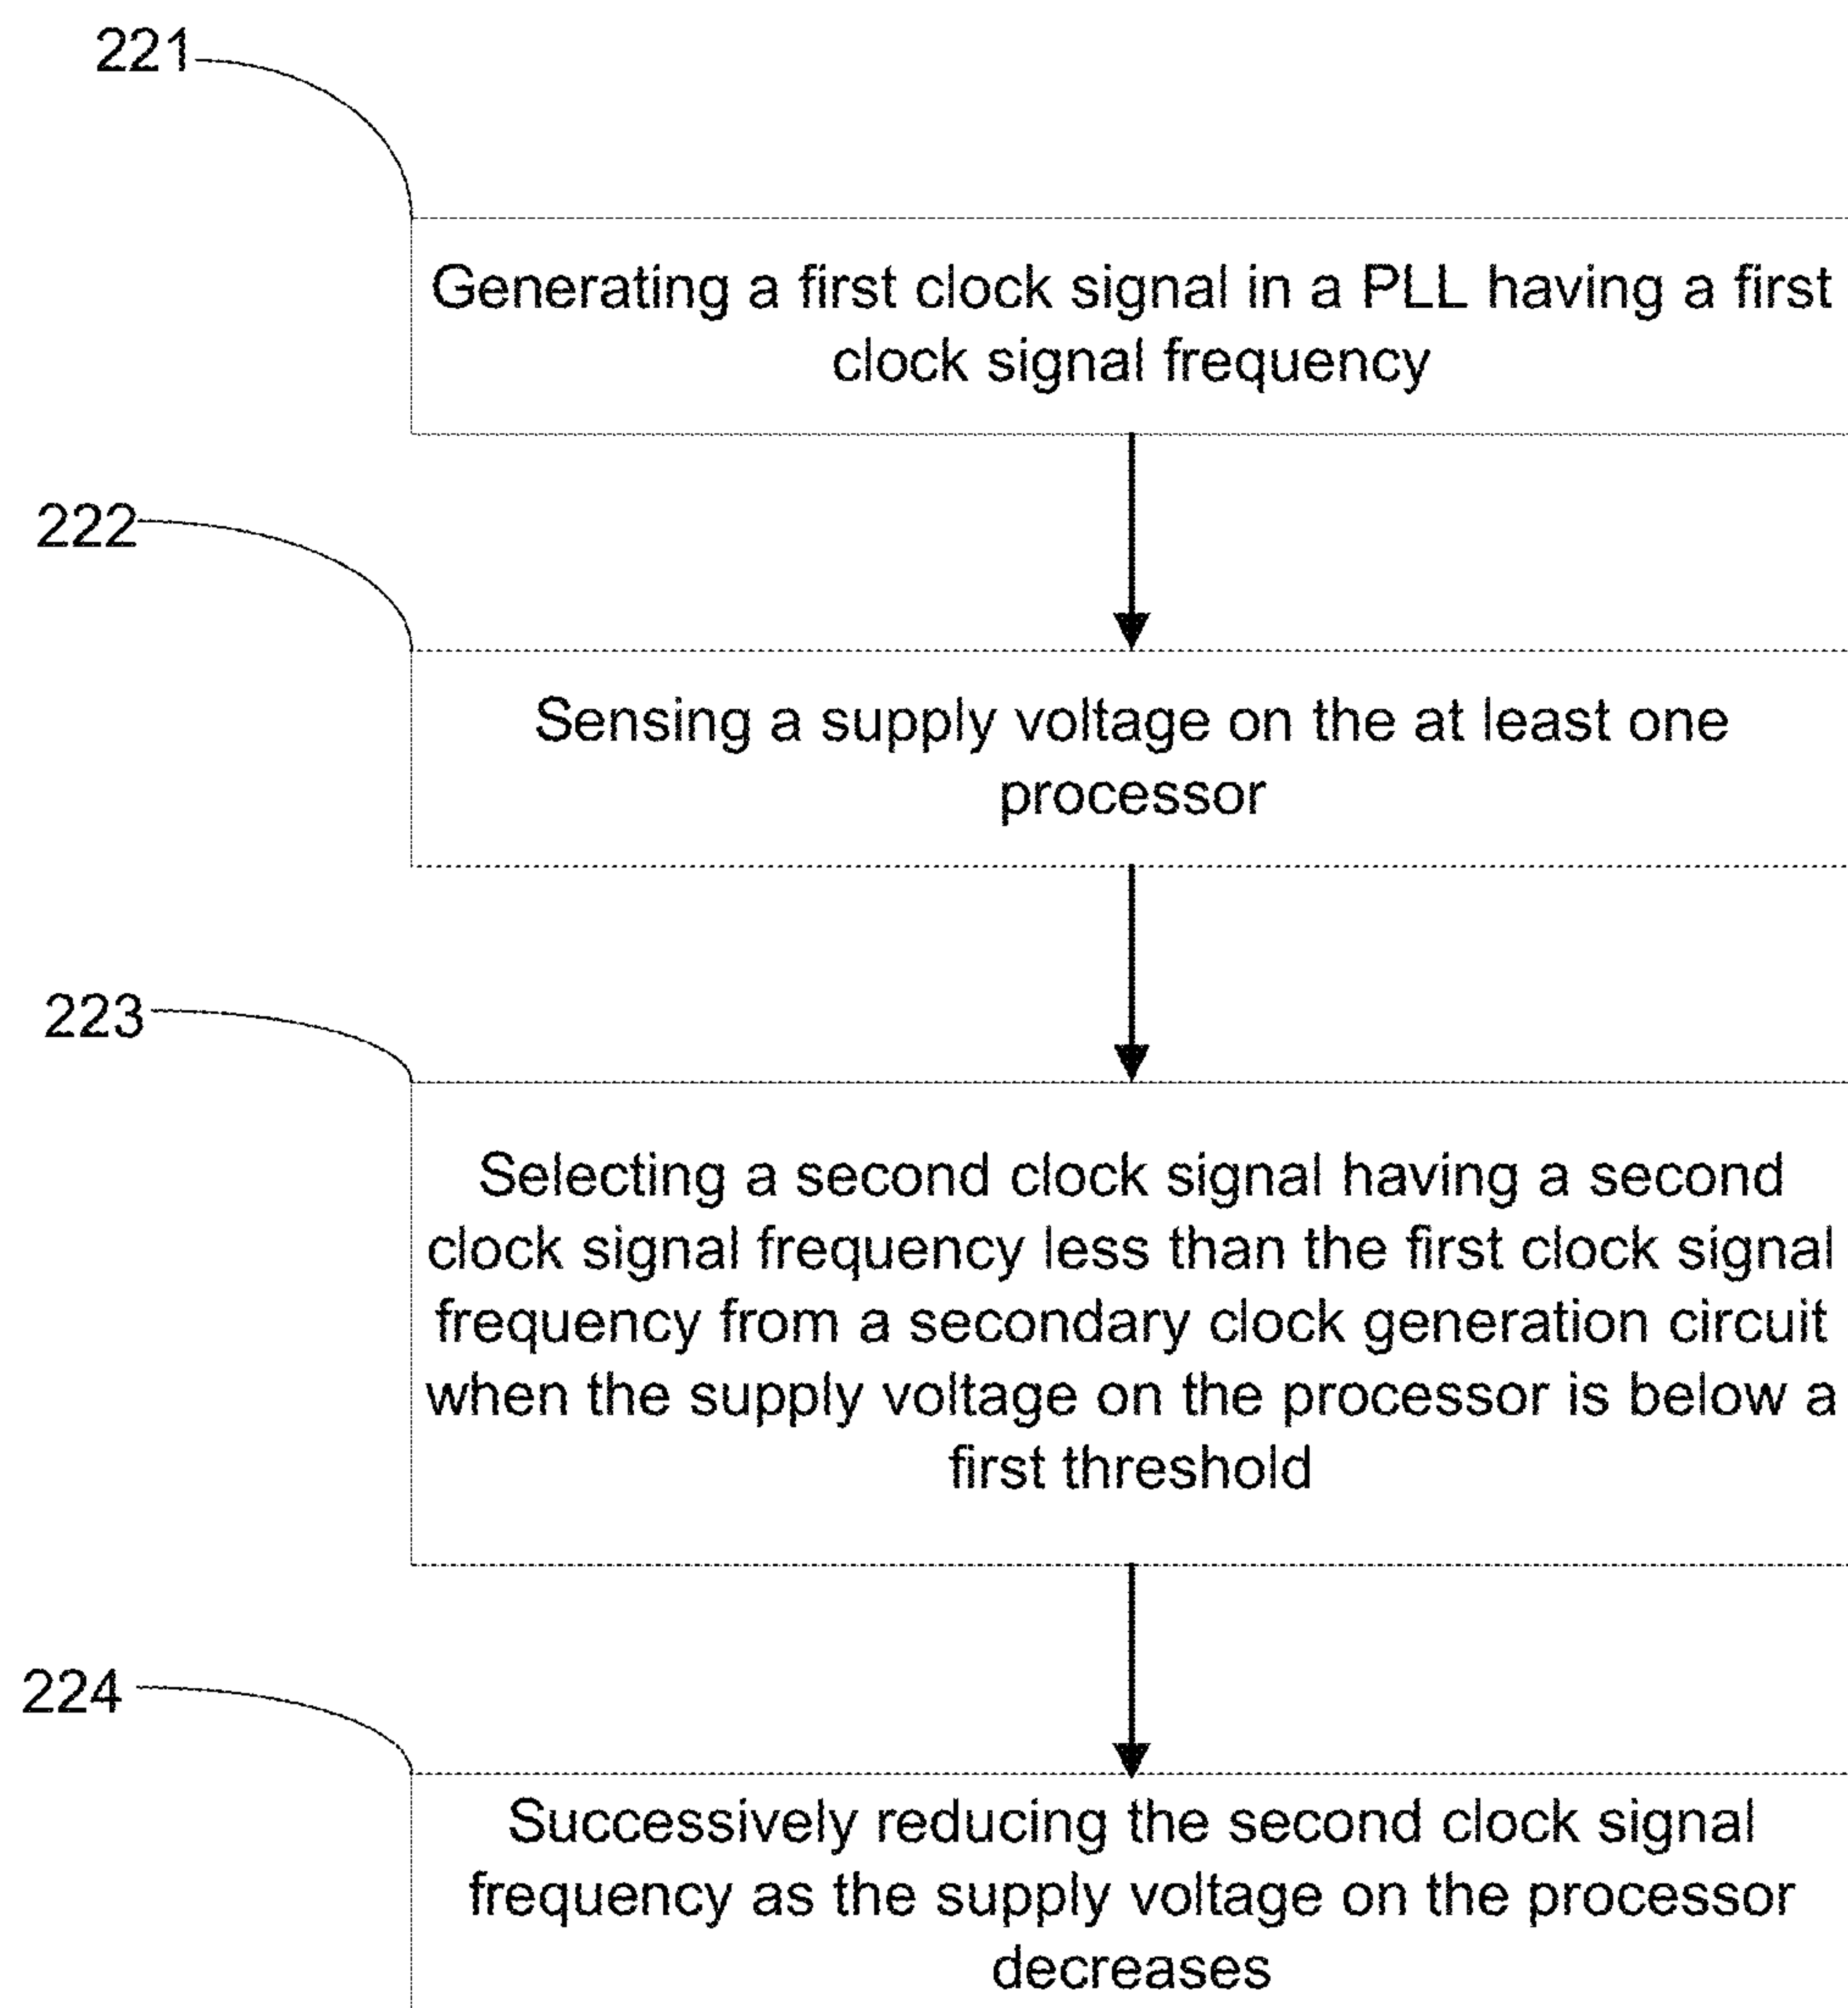 221
Generating a first clock signal in a PLL having a first
clock signal frequency
222
Sensing a supply voltage on the at least one
processor
223
Selecting a second clock signal having a second
clock signal frequency less than the first clock signal
frequency from a secondary clock generation circuit
when the supply voltage on the processor is below a
first threshold
224
Successively reducing the second clock signal
frequency as the supply voltage on the processor
decreases